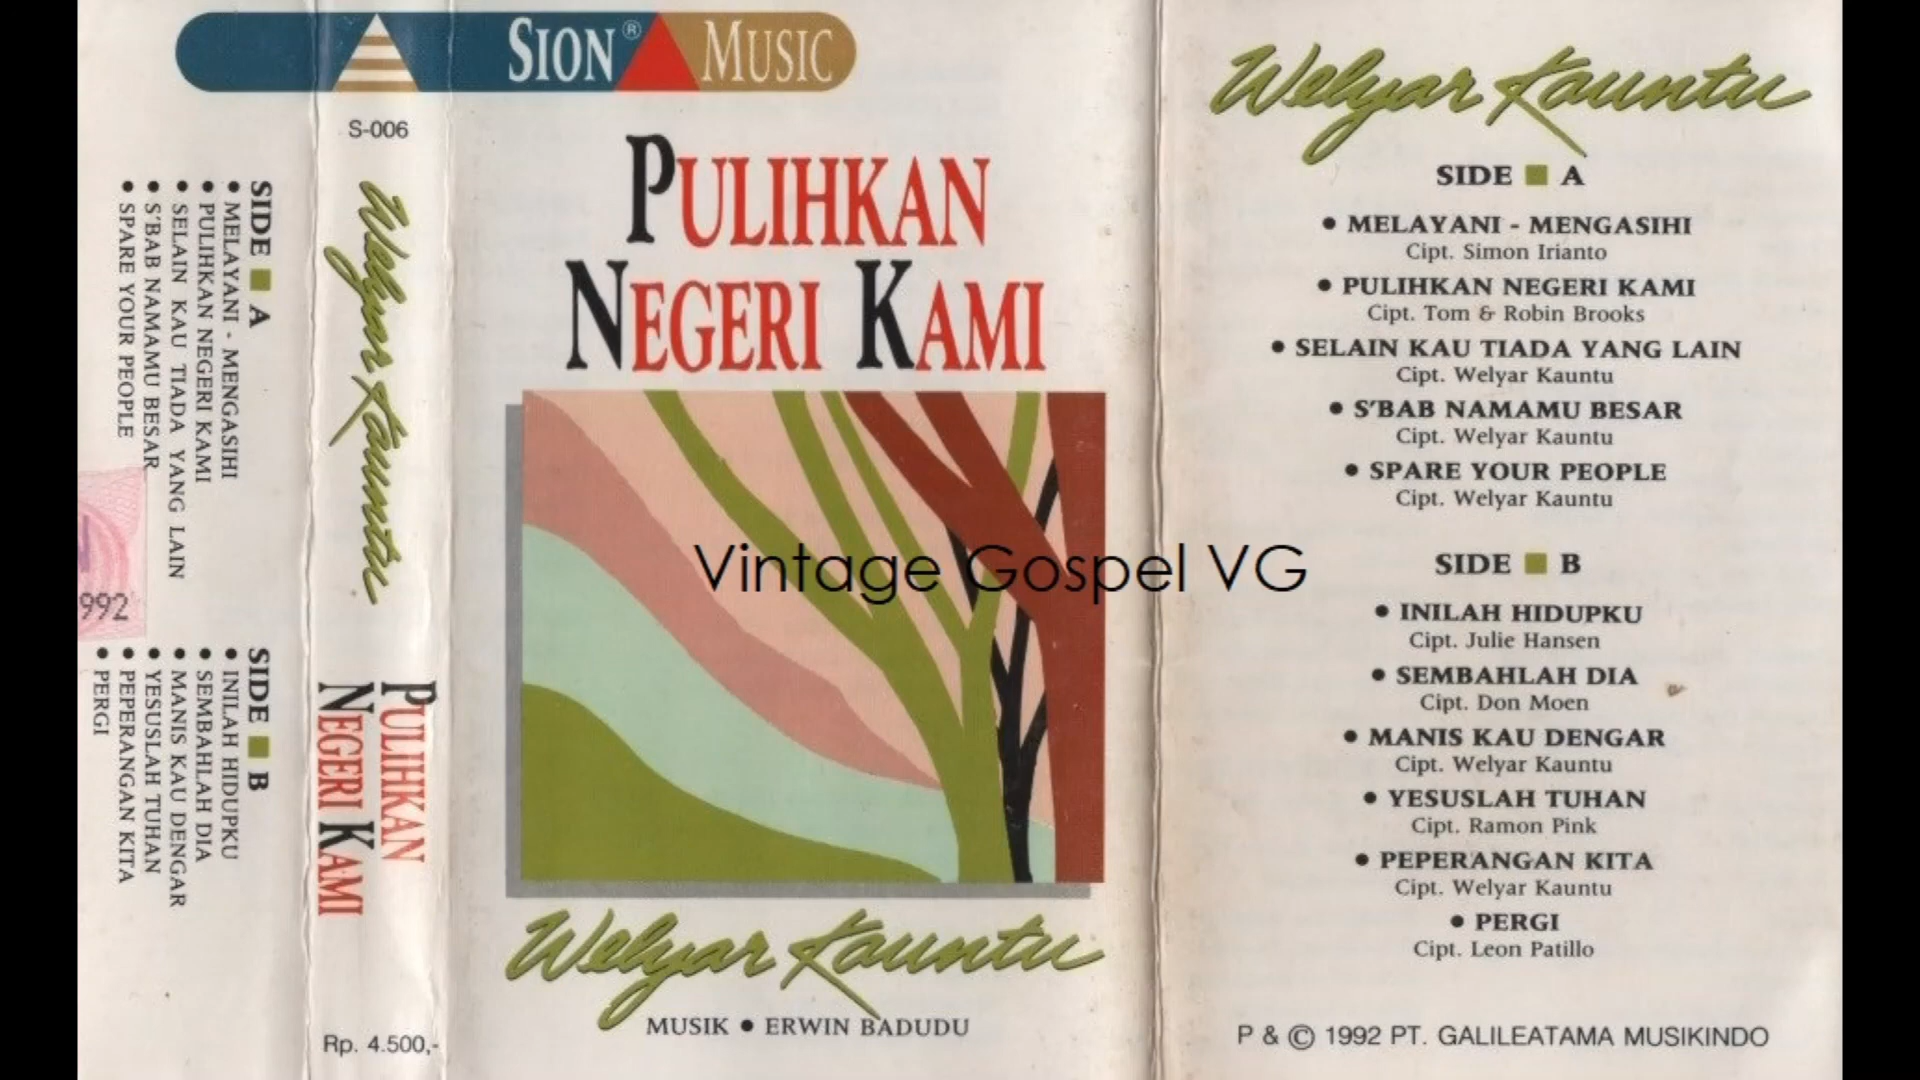 SIDE ■ A
• MELAYANI - MENGASIHI
• PULIHKAN NEGERI KAMI
• SELAIN KAU TIADA YANG LAIN
• S'BAB NAMAMU BESAR
• SPARE YOUR PEOPLE
SIDE ■ B
• INILAH HIDUPKU
• SEMBAHLAH DIA
• MANIS KAU DENGAR
• YESUSLAH TUHAN
• PEPERANGAN KITA
• PERGI
992
S-006
Welyar Kauntu
PULIHKAN
NEGERI KAMI
Rp. 4.500,-
SION® MUSIC
PULIHKAN
NEGERI KAMI
Vintage Gospel VG
Welyar Kauntu
MUSIK • ERWIN BADUDU
Welyar Kauntu
SIDE ■ A
• MELAYANI - MENGASIHI
Cipt. Simon Irianto
• PULIHKAN NEGERI KAMI
Cipt. Tom & Robin Brooks
• SELAIN KAU TIADA YANG LAIN
Cipt. Welyar Kauntu
• S'BAB NAMAMU BESAR
Cipt. Welyar Kauntu
• SPARE YOUR PEOPLE
Cipt. Welyar Kauntu
SIDE ■ B
• INILAH HIDUPKU
Cipt. Julie Hansen
• SEMBAHLAH DIA
Cipt. Don Moen
• MANIS KAU DENGAR
Cipt. Welyar Kauntu
• YESUSLAH TUHAN
Cipt. Ramon Pink
• PEPERANGAN KITA
Cipt. Welyar Kauntu
• PERGI
Cipt. Leon Patillo
P & © 1992 PT. GALILEATAMA MUSIKINDO